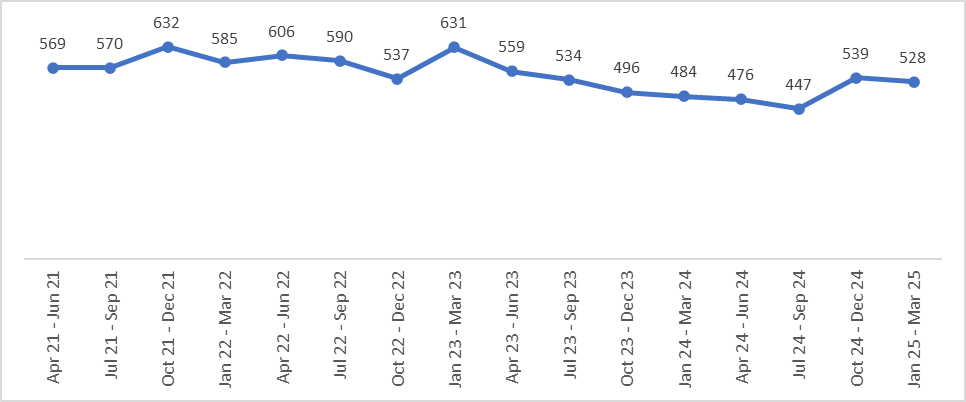 569
570
632
585
606
590
537
631
559
534
496
484
476
447
539
528
Apr 21 - Jun 21
Jul 21 - Sep 21
Oct 21 - Dec 21
Jan 22 - Mar 22
Apr 22 - Jun 22
Jul 22 - Sep 22
Oct 22 - Dec 22
Jan 23 - Mar 23
Apr 23 - Jun 23
Jul 23 - Sep 23
Oct 23 - Dec 23
Jan 24 - Mar 24
Apr 24 - Jun 24
Jul 24 - Sep 24
Oct 24 - Dec 24
Jan 25 - Mar 25